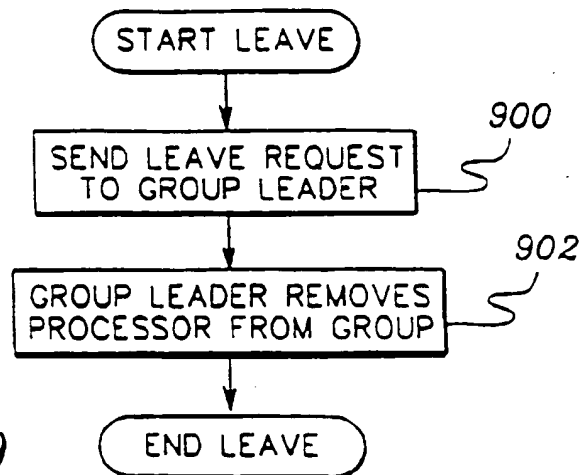 START LEAVE
900
SEND LEAVE REQUEST
TO GROUP LEADER
902
GROUP LEADER REMOVES
PROCESSOR FROM GROUP
END LEAVE